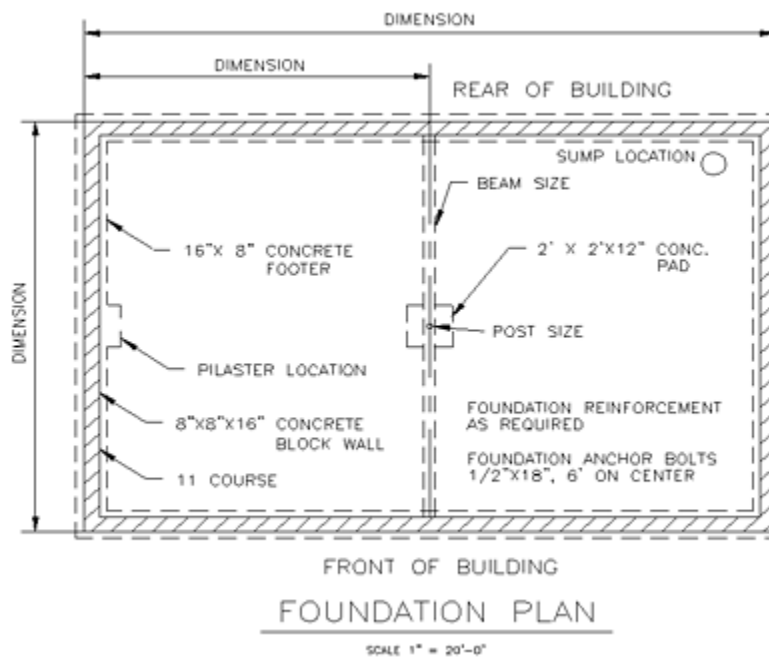 DIMENSION
DIMENSION
REAR OF BUILDING
SUMP LOCATION
BEAM SIZE
16"X 8" CONCRETE
FOOTER
2' X 2'X12" CONC.
PAD
DIMENSION
POST SIZE
PILASTER LOCATION
8"X8"X16" CONCRETE
BLOCK WALL
11 COURSE
FOUNDATION REINFORCEMENT
AS REQUIRED
FOUNDATION ANCHOR BOLTS
1/2"X18", 6' ON CENTER
FRONT OF BUILDING
FOUNDATION PLAN
SCALE 1" = 20'-0"